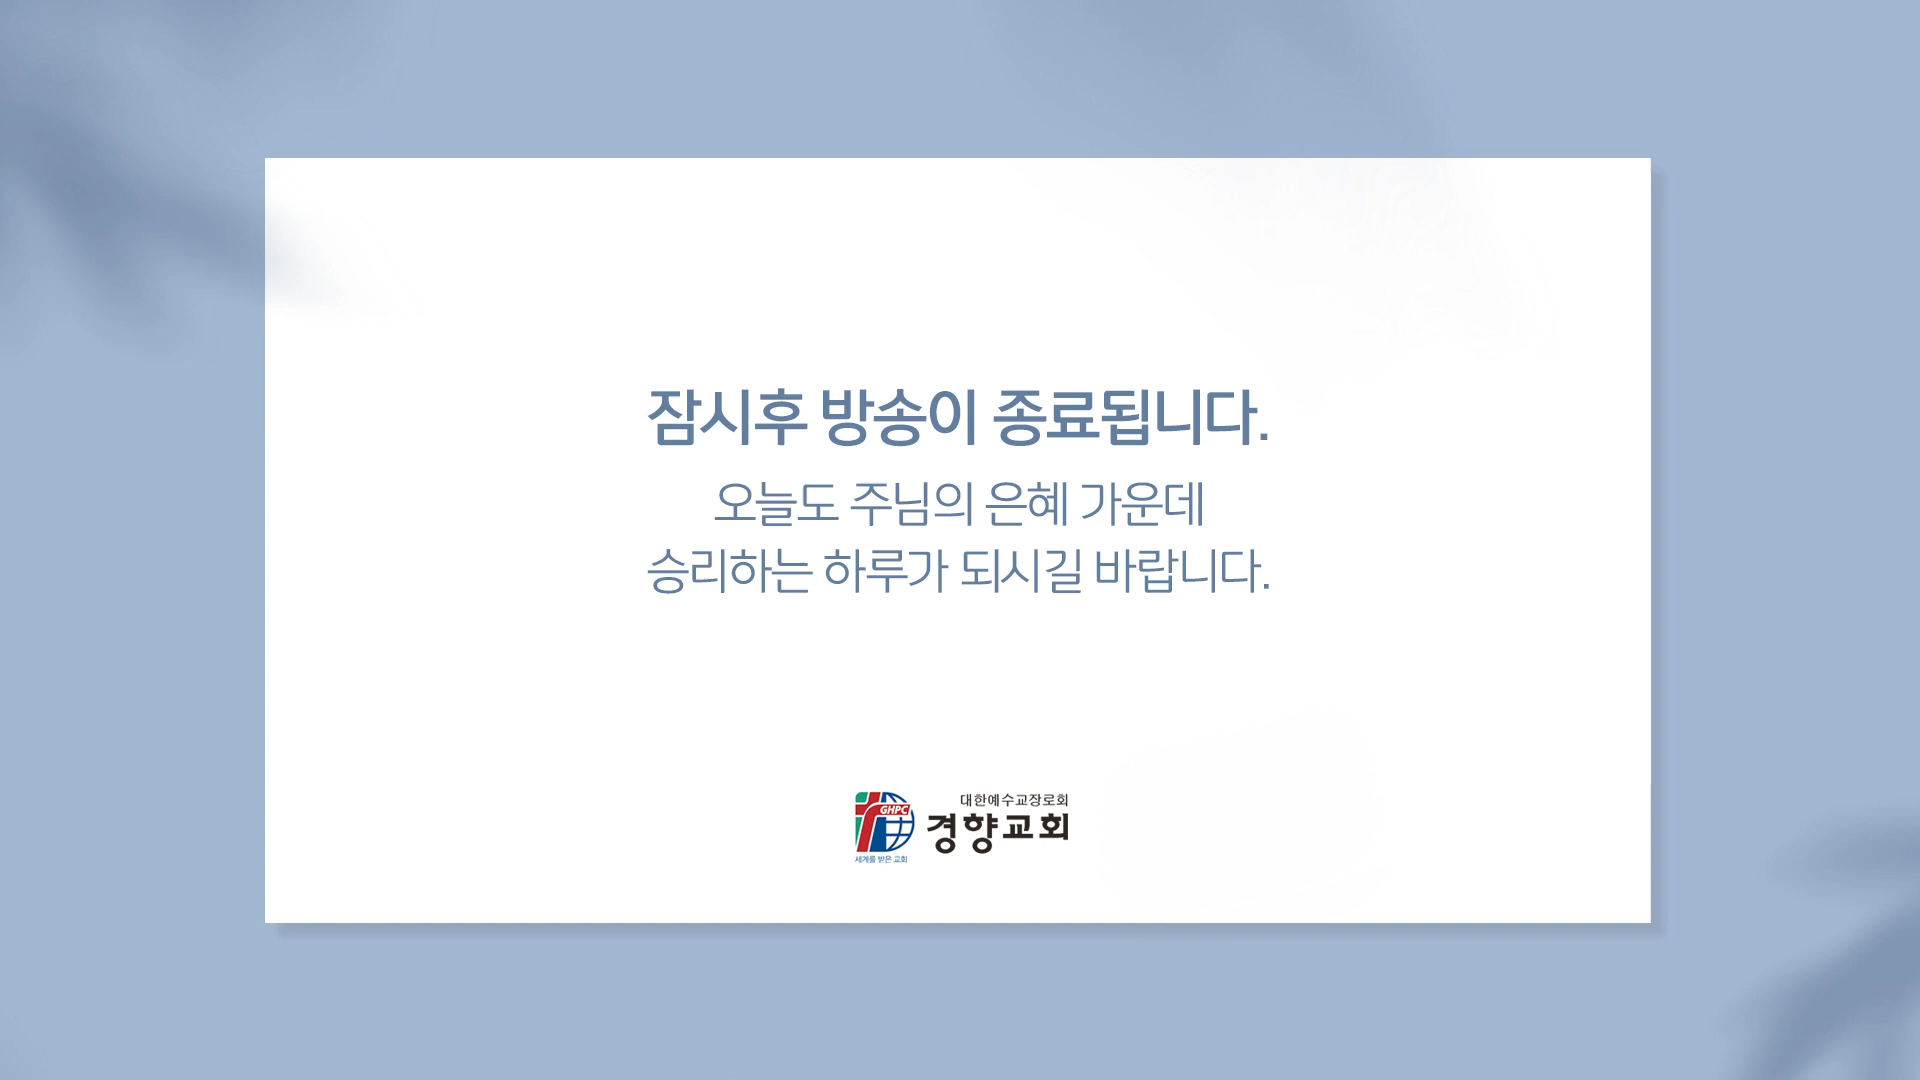 잠시후 방송이 종료됩니다.
오늘도 주님의 은혜 가운데
승리하는 하루가 되시길 바랍니다.
GHPC
대한예수교장로회
경향교회
세계를 받은 교회